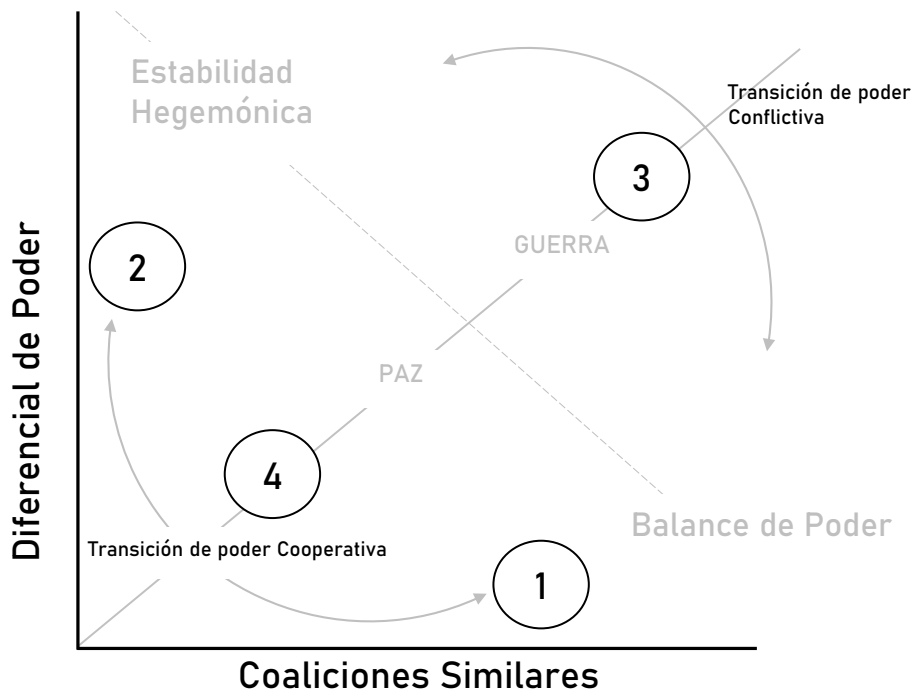 Estabilidad
Hegemónica
Transición de poder
Conflictiva
3
GUERRA
2
PAZ
4
Balance de Poder
Transición de poder Cooperativa
1
Diferencial de Poder
Coaliciones Similares